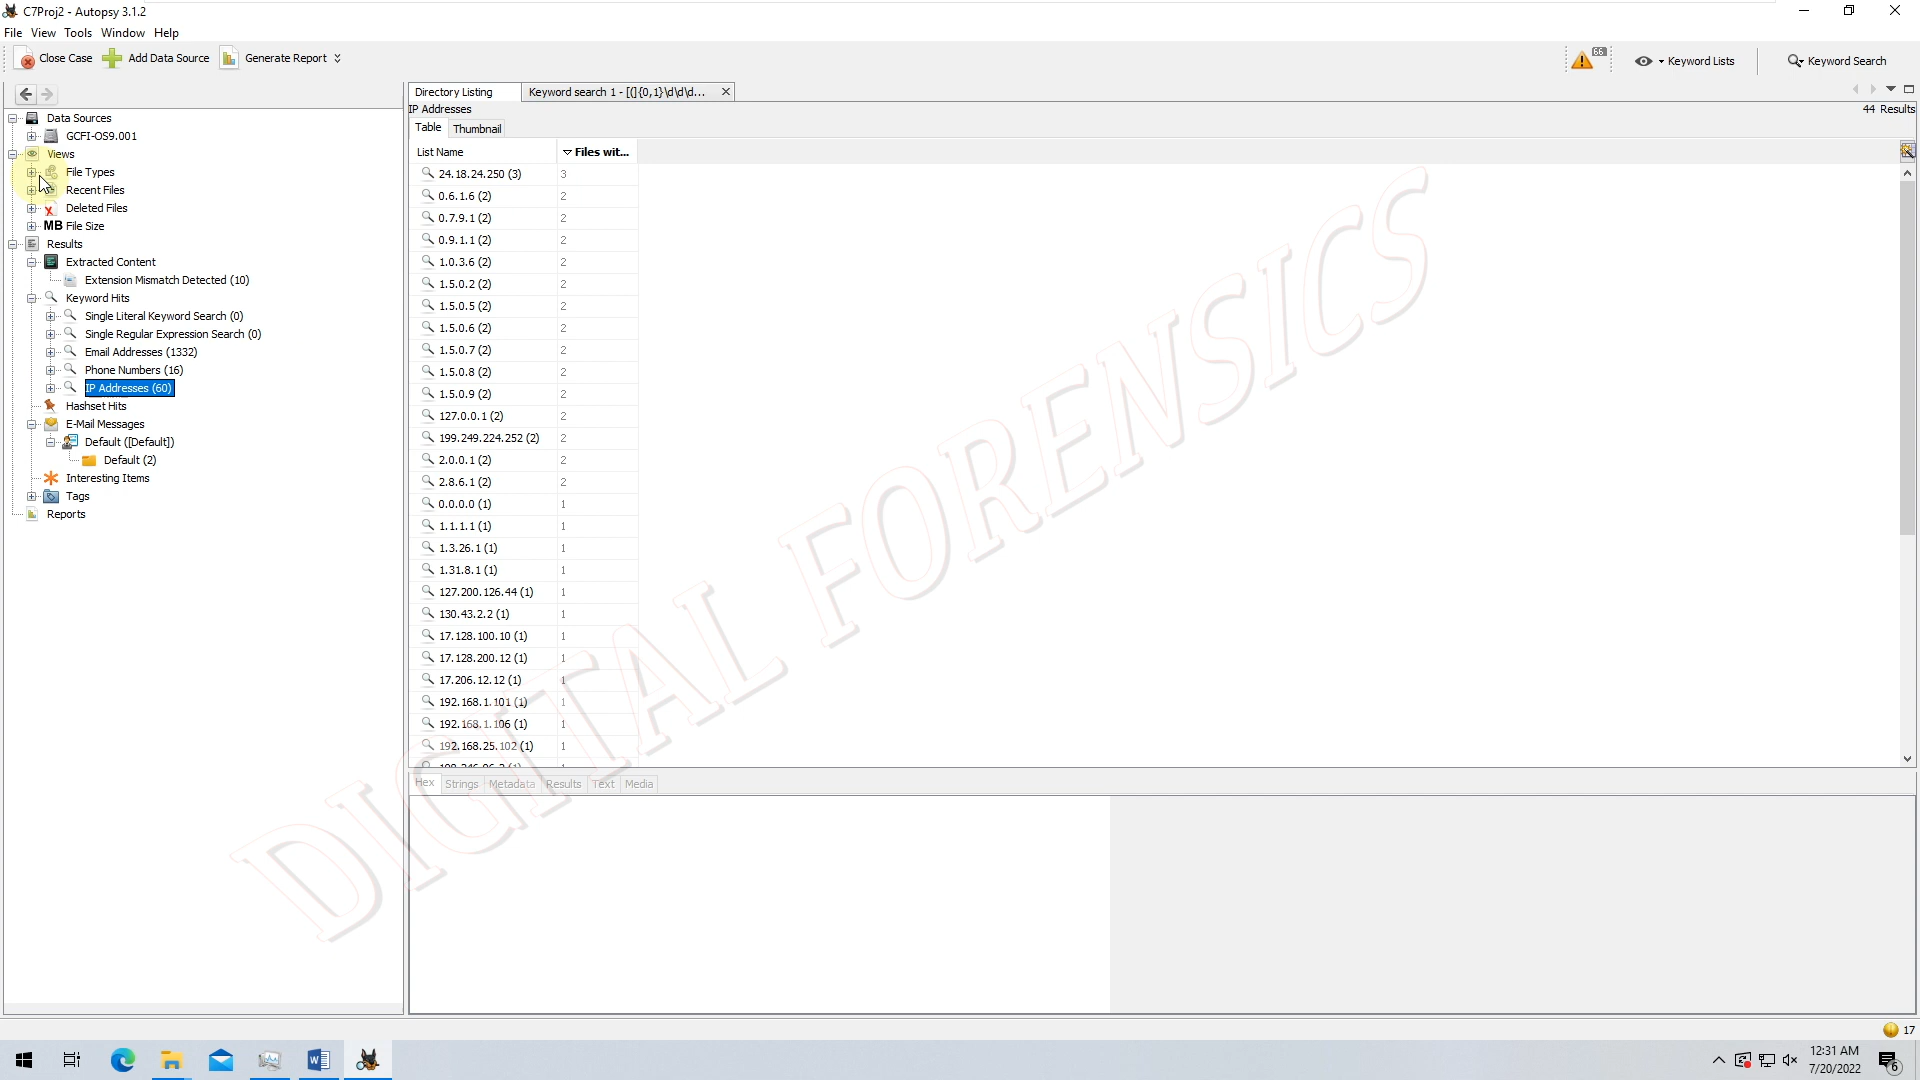 C7Proj2 - Autopsy 3.1.2
File View Tools Window Help
Close Case Add Data Source Generate Report
66 Keyword Lists Keyword Search
Directory Listing Keyword search 1 - [(]{0,1}\d\d\d...
IP Addresses 44 Results
Table Thumbnail
Data Sources
GCFI-OS9.001
Views
File Types
Recent Files
Deleted Files
MB File Size
Results
Extracted Content
Extension Mismatch Detected (10)
Keyword Hits
Single Literal Keyword Search (0)
Single Regular Expression Search (0)
Email Addresses (1332)
Phone Numbers (16)
IP Addresses (60)
Hashset Hits
E-Mail Messages
Default ([Default])
Default (2)
Interesting Items
Tags
Reports
List Name Files wit...
24.18.24.250 (3) 3
0.6.1.6 (2) 2
0.7.9.1 (2) 2
0.9.1.1 (2) 2
1.0.3.6 (2) 2
1.5.0.2 (2) 2
1.5.0.5 (2) 2
1.5.0.6 (2) 2
1.5.0.7 (2) 2
1.5.0.8 (2) 2
1.5.0.9 (2) 2
127.0.0.1 (2) 2
199.249.224.252 (2) 2
2.0.0.1 (2) 2
2.8.6.1 (2) 2
0.0.0.0 (1) 1
1.1.1.1 (1) 1
1.3.26.1 (1) 1
1.31.8.1 (1) 1
127.200.126.44 (1) 1
130.43.2.2 (1) 1
17.128.100.10 (1) 1
17.128.200.12 (1) 1
17.206.12.12 (1) 1
192.168.1.101 (1) 1
192.168.1.106 (1) 1
192.168.25.102 (1) 1
Hex Strings Metadata Results Text Media
DIGITAL FORENSICS
17
12:31 AM
7/20/2022
6